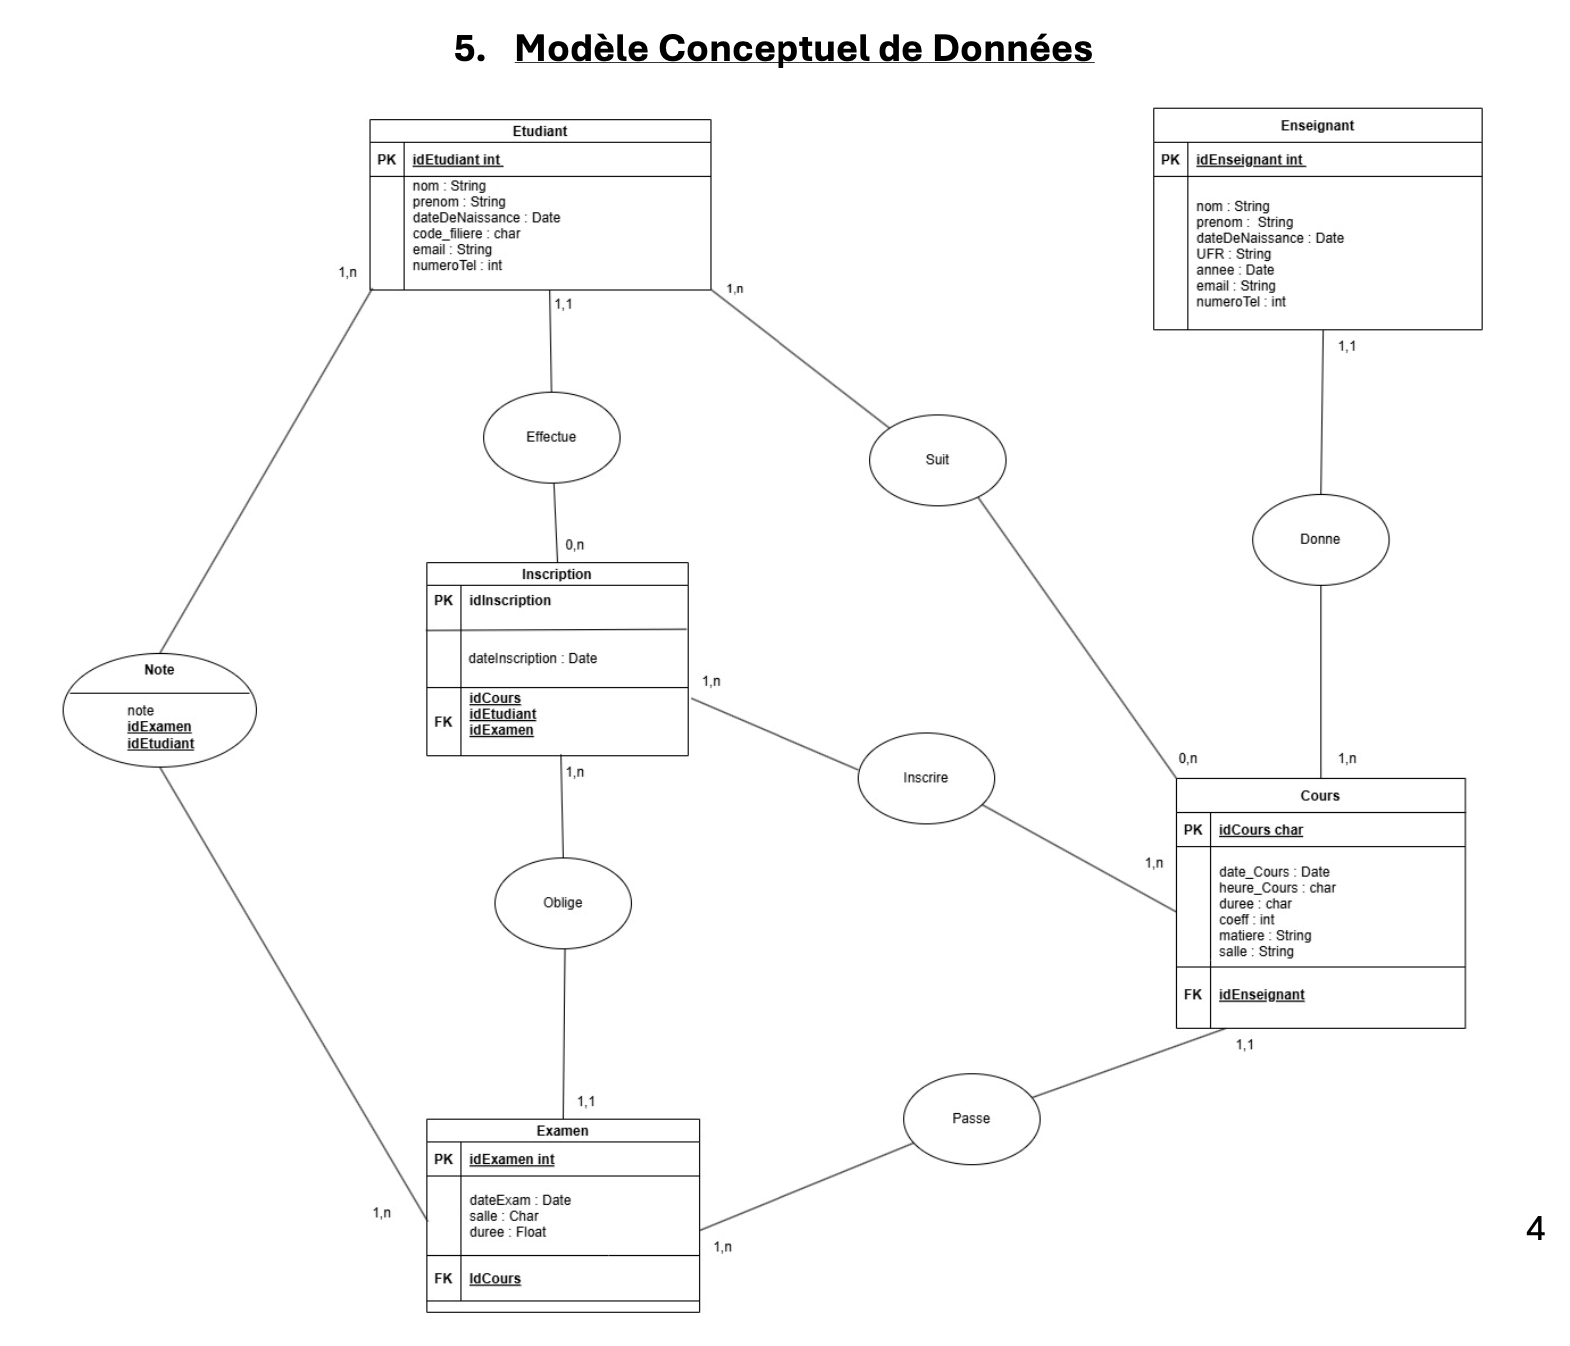 5. Modèle Conceptuel de Données
Etudiant
PK idEtudiant int
nom : String
prenom : String
dateDeNaissance : Date
code_filiere : char
email : String
numeroTel : int
Enseignant
PK idEnseignant int
nom : String
prenom : String
dateDeNaissance : Date
UFR : String
annee : Date
email : String
numeroTel : int
1,n
1,1
1,n
1,1
Effectue
Suit
Donne
0,n
Inscription
PK idInscription
dateInscription : Date
FK
idCours
idEtudiant
idExamen
Note
note
idExamen
idEtudiant
1,n
1,n
Inscrire
0,n
1,n
1,n
Cours
PK idCours char
date_Cours : Date
heure_Cours : char
duree : char
coeff : int
matiere : String
salle : String
FK idEnseignant
Oblige
1,1
1,1
Passe
Examen
PK idExamen int
dateExam : Date
salle : Char
duree : Float
FK IdCours
1,n
1,n
4